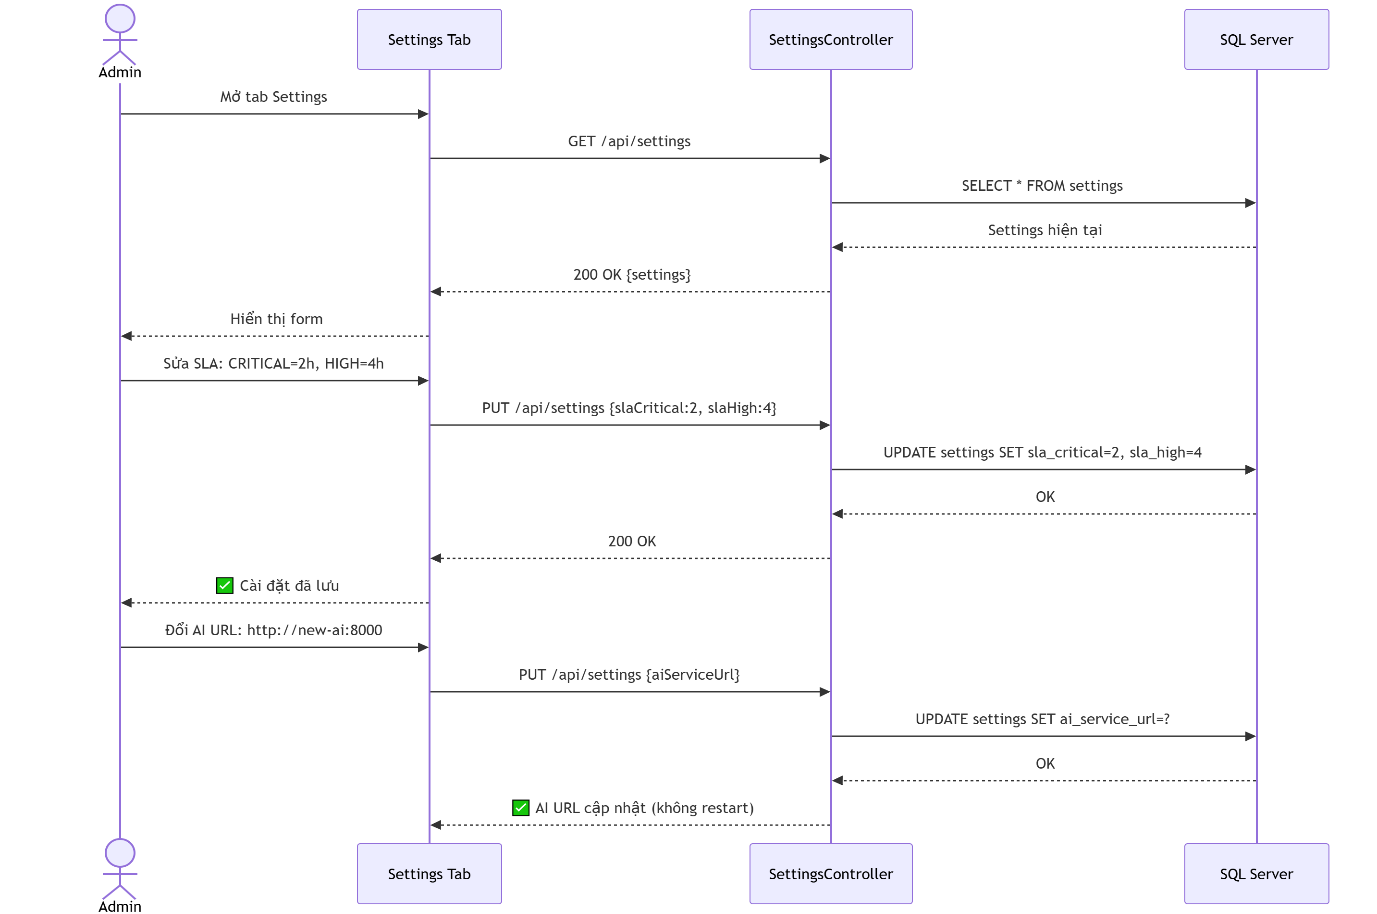 Admin
Settings Tab
SettingsController
SQL Server
Mở tab Settings
GET /api/settings
SELECT * FROM settings
Settings hiện tại
200 OK {settings}
Hiển thị form
Sửa SLA: CRITICAL=2h, HIGH=4h
PUT /api/settings {slaCritical:2, slaHigh:4}
UPDATE settings SET sla_critical=2, sla_high=4
OK
200 OK
✅ Cài đặt đã lưu
Đổi AI URL: http://new-ai:8000
PUT /api/settings {aiServiceUrl}
UPDATE settings SET ai_service_url=?
OK
✅ AI URL cập nhật (không restart)
Admin
Settings Tab
SettingsController
SQL Server